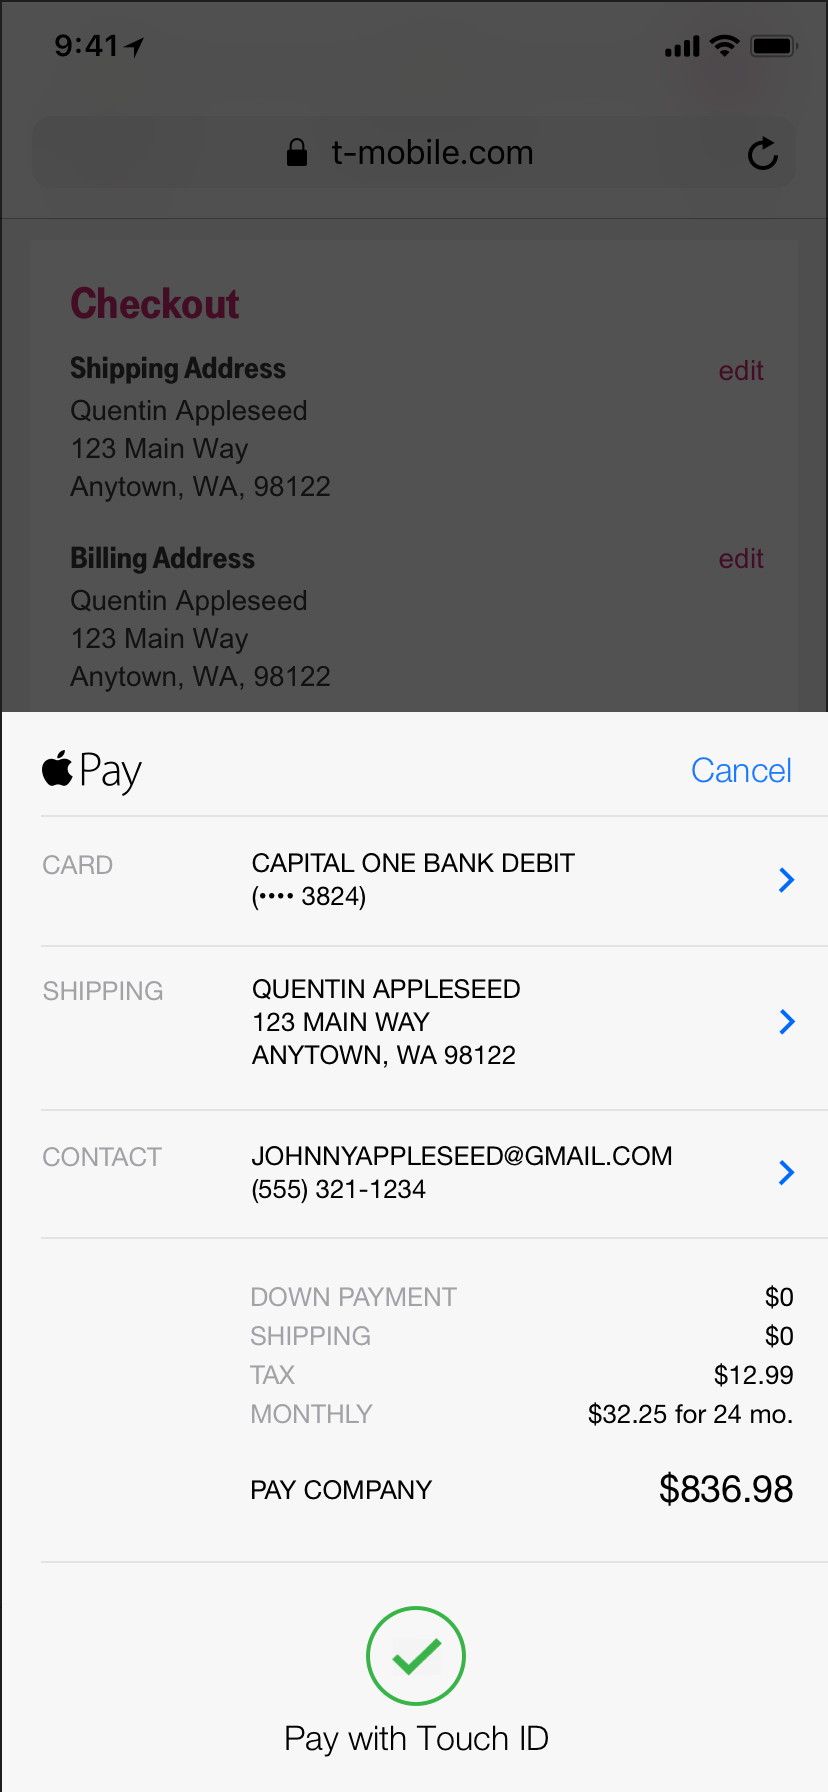 9:41
t-mobile.com
Checkout
Shipping Address edit
Quentin Appleseed
123 Main Way
Anytown, WA, 98122
Billing Address edit
Quentin Appleseed
123 Main Way
Anytown, WA, 98122
Pay Cancel
CARD CAPITAL ONE BANK DEBIT
(•••• 3824)
SHIPPING QUENTIN APPLESEED
123 MAIN WAY
ANYTOWN, WA 98122
CONTACT JOHNNYAPPLESEED@GMAIL.COM
(555) 321-1234
DOWN PAYMENT $0
SHIPPING $0
TAX $12.99
MONTHLY $32.25 for 24 mo.
PAY COMPANY $836.98
Pay with Touch ID